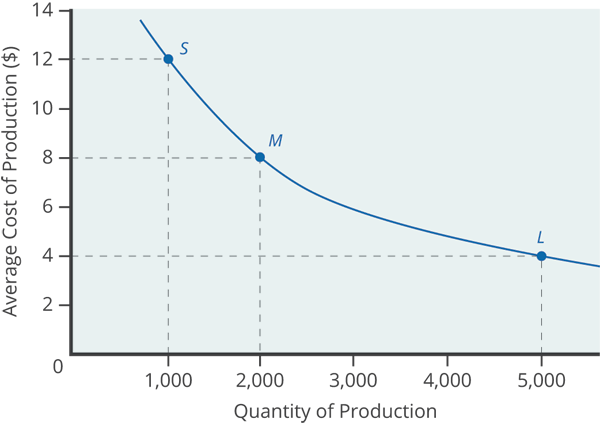 Average Cost of Production ($)
14
12
10
8
6
4
2
0
S
M
L
1,000
2,000
3,000
4,000
5,000
Quantity of Production